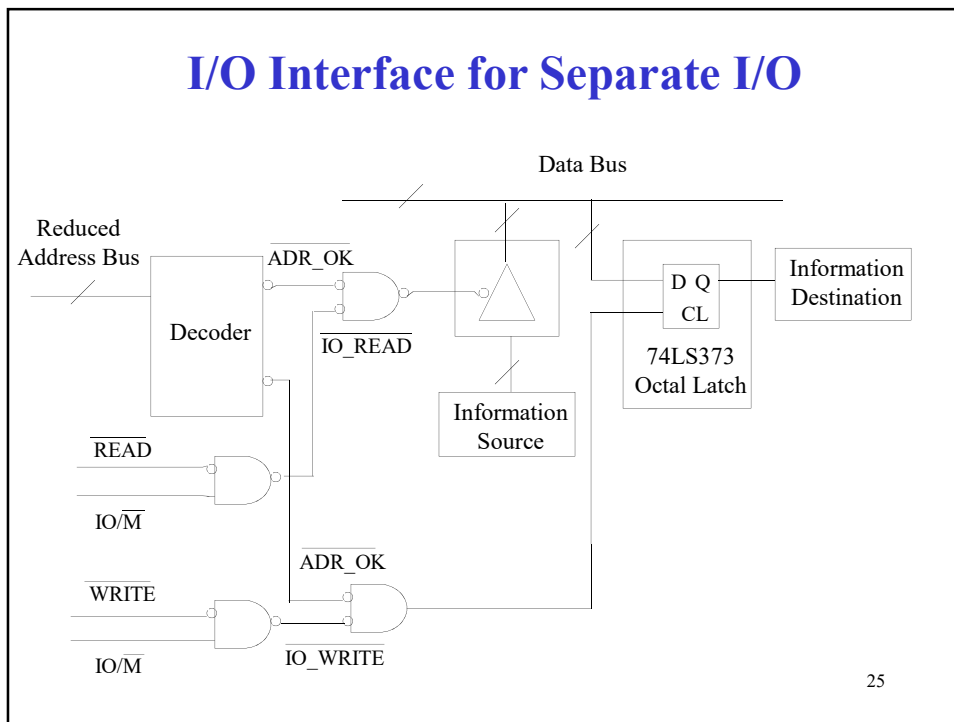 I/O Interface for Separate I/O
Data Bus
Reduced
Address Bus
ADR_OK
Decoder
IO_READ
D Q
CL
74LS373
Octal Latch
Information
Destination
Information
Source
READ
IO/M̅
ADR_OK
WRITE
IO/M̅
IO_WRITE
25